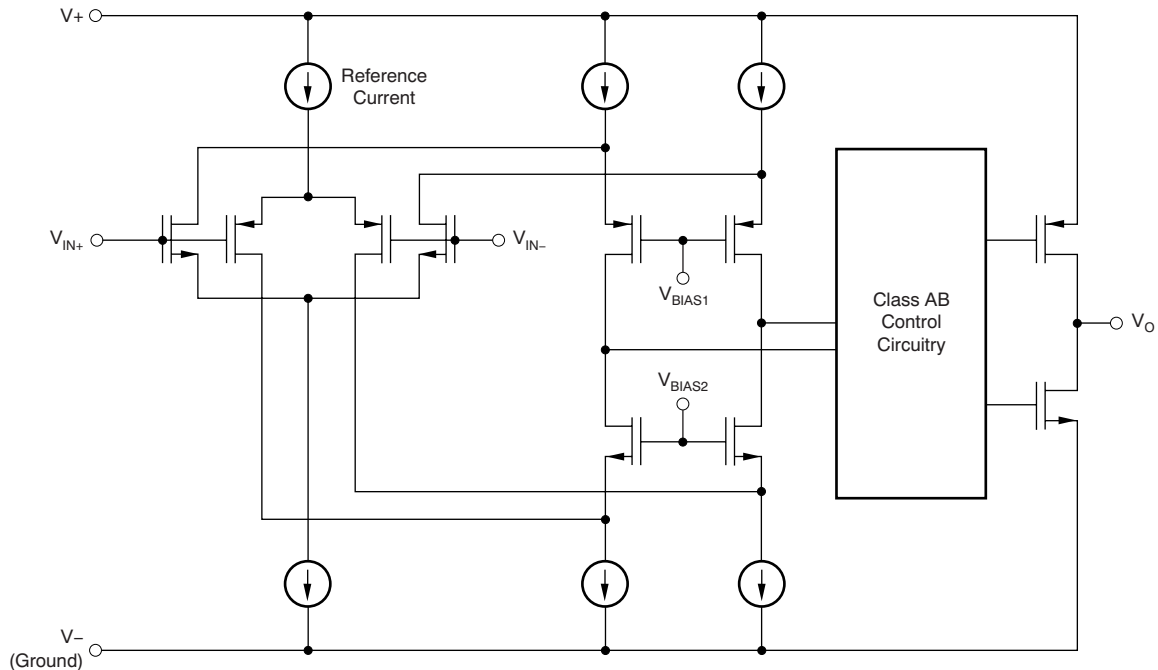 V+
Reference
Current
V_IN+
V_IN−
V_BIAS1
Class AB
Control
Circuitry
V_O
V_BIAS2
V−
(Ground)